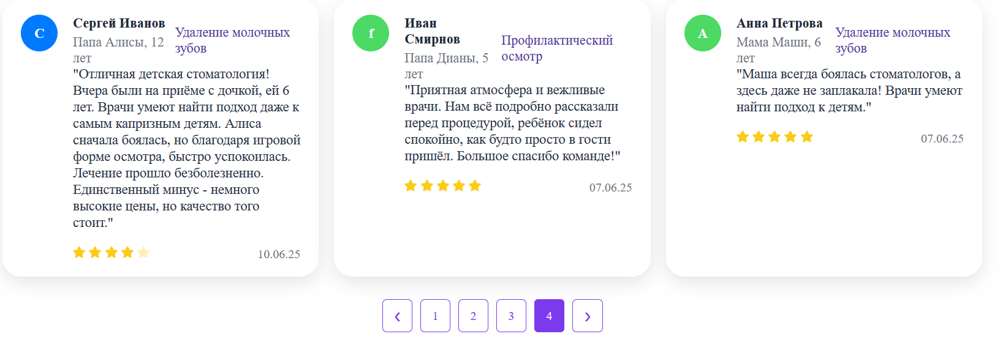 С
Сергей Иванов
Папа Алисы, 12
лет
Удаление молочных
зубов
"Отличная детская стоматология!
Вчера были на приёме с дочкой, ей 6
лет. Врачи умеют найти подход даже к
самым капризным детям. Алиса
сначала боялась, но благодаря игровой
форме осмотра, быстро успокоилась.
Лечение прошло безболезненно.
Единственный минус - немного
высокие цены, но качество того
стоит."
10.06.25
f
Иван
Смирнов
Папа Дианы, 5
лет
Профилактический
осмотр
"Приятная атмосфера и вежливые
врачи. Нам всё подробно рассказали
перед процедурой, ребёнок сидел
спокойно, как будто просто в гости
пришёл. Большое спасибо команде!"
07.06.25
А
Анна Петрова
Мама Маши, 6
лет
Удаление молочных
зубов
"Маша всегда боялась стоматологов, а
здесь даже не заплакала! Врачи умеют
найти подход к детям."
07.06.25
‹ 1 2 3 4 ›